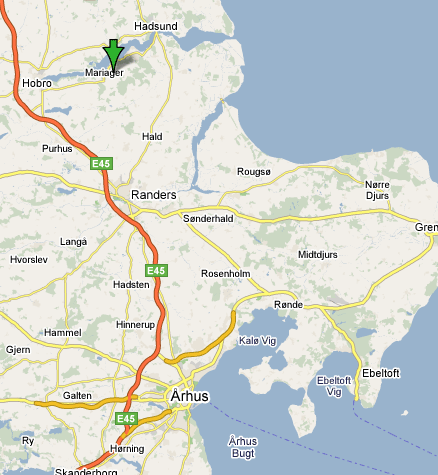 Hadsund
Mariager
Hobro
Hald
Purhus
E45
Rougsø
Randers
Nørre
Djurs
Sønderhald
Gren
Langå
Midtdjurs
Hvorslev
E45
Rosenholm
Hadsten
Rønde
Hinnerup
Hammel
Kalø Vig
Gjern
Ebeltoft
Ebeltoft
Vig
Galten
Århus
E45
Ry
Århus
Bugt
Hørning
Skanderborg